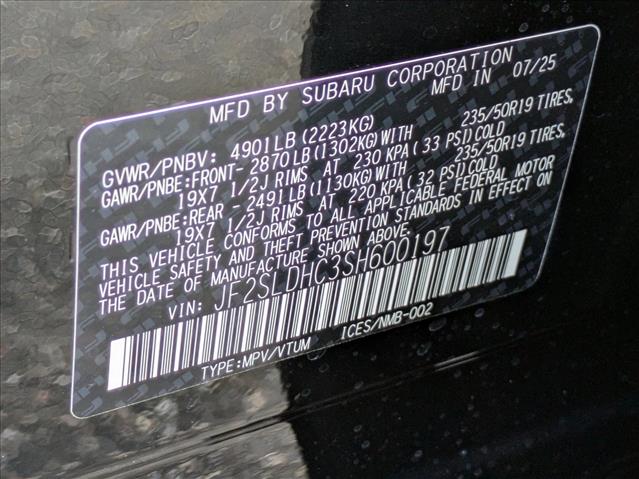 MFD BY SUBARU CORPORATION
MFD IN 07/25
GVWR/PNBV: 4901LB(2223KG)
GAWR/PNBE:FRONT- 2870LB(1302KG)WITH 235/50R19 TIRES,
19X7 1/2J RIMS AT 230 KPA(33 PSI)COLD
GAWR/PNBE:REAR - 2491LB(1130KG)WITH 235/50R19 TIRES,
19X7 1/2J RIMS AT 220 KPA(32 PSI)COLD
THIS VEHICLE CONFORMS TO ALL APPLICABLE FEDERAL MOTOR
VEHICLE SAFETY AND THEFT PREVENTION STANDARDS IN EFFECT ON
THE DATE OF MANUFACTURE SHOWN ABOVE.
VIN: JF2SLDHC3SH600197
TYPE:MPV/VTUM ICES/NMB-002